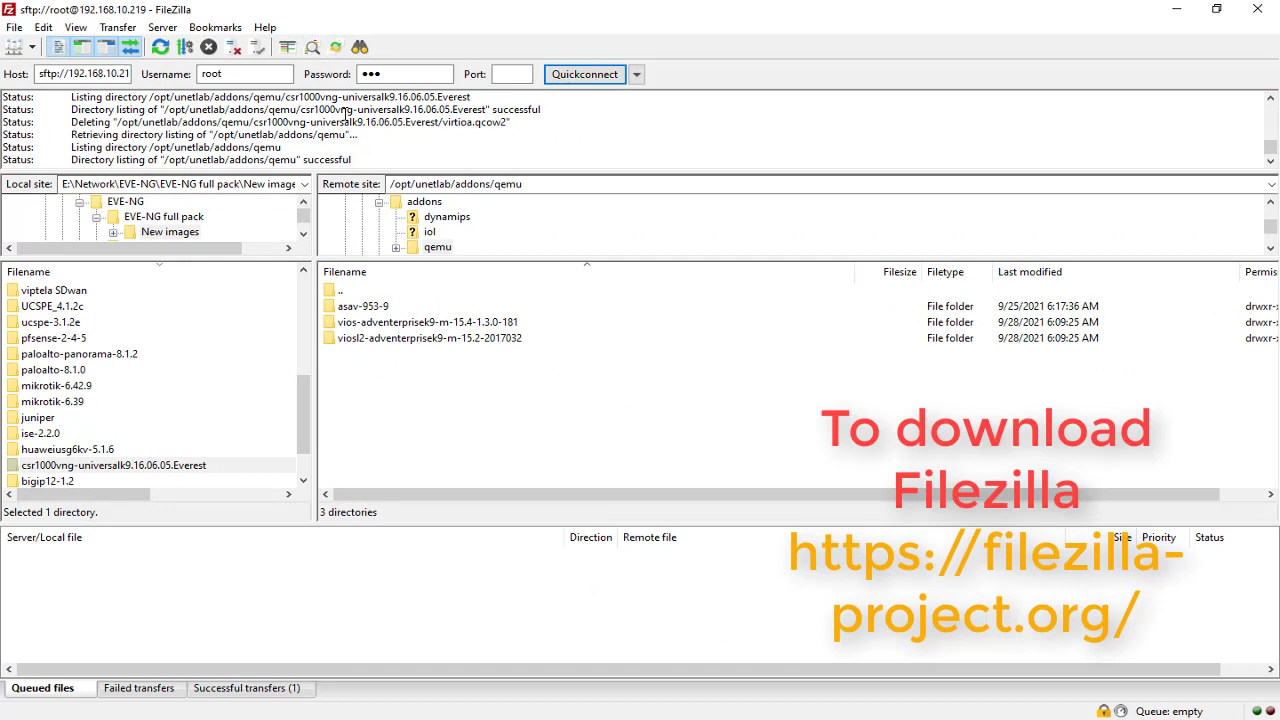 sftp://root@192.168.10.219 - FileZilla
File Edit View Transfer Server Bookmarks Help
Host: sftp://192.168.10.21 Username: root Password: ●●● Port: Quickconnect
Status: Listing directory /opt/unetlab/addons/qemu/csr1000vng-universalk9.16.06.05.Everest
Status: Directory listing of "/opt/unetlab/addons/qemu/csr1000vng-universalk9.16.06.05.Everest" successful
Status: Deleting "/opt/unetlab/addons/qemu/csr1000vng-universalk9.16.06.05.Everest/virtioa.qcow2"
Status: Retrieving directory listing of "/opt/unetlab/addons/qemu"...
Status: Listing directory /opt/unetlab/addons/qemu
Status: Directory listing of "/opt/unetlab/addons/qemu" successful
Local site: E:\Network\EVE-NG\EVE-NG full pack\New image
Remote site: /opt/unetlab/addons/qemu
EVE-NG
EVE-NG full pack
New images
addons
dynamips
iol
qemu
Filename
viptela SDwan
UCSPE_4.1.2c
ucspe-3.1.2e
pfsense-2-4-5
paloalto-panorama-8.1.2
paloalto-8.1.0
mikrotik-6.42.9
mikrotik-6.39
juniper
ise-2.2.0
huaweiusg6kv-5.1.6
csr1000vng-universalk9.16.06.05.Everest
bigip12-1.2
Selected 1 directory.
Filename Filesize Filetype Last modified Permis
..
asav-953-9 File folder 9/25/2021 6:17:36 AM drwxr-x
vios-adventerprisek9-m-15.4-1.3.0-181 File folder 9/28/2021 6:09:25 AM drwxr-x
viosl2-adventerprisek9-m-15.2-2017032 File folder 9/28/2021 6:09:25 AM drwxr-x
3 directories
To download
Filezilla
https://filezilla-
project.org/
Server/Local file Direction Remote file Size Priority Status
Queued files Failed transfers Successful transfers (1)
Queue: empty